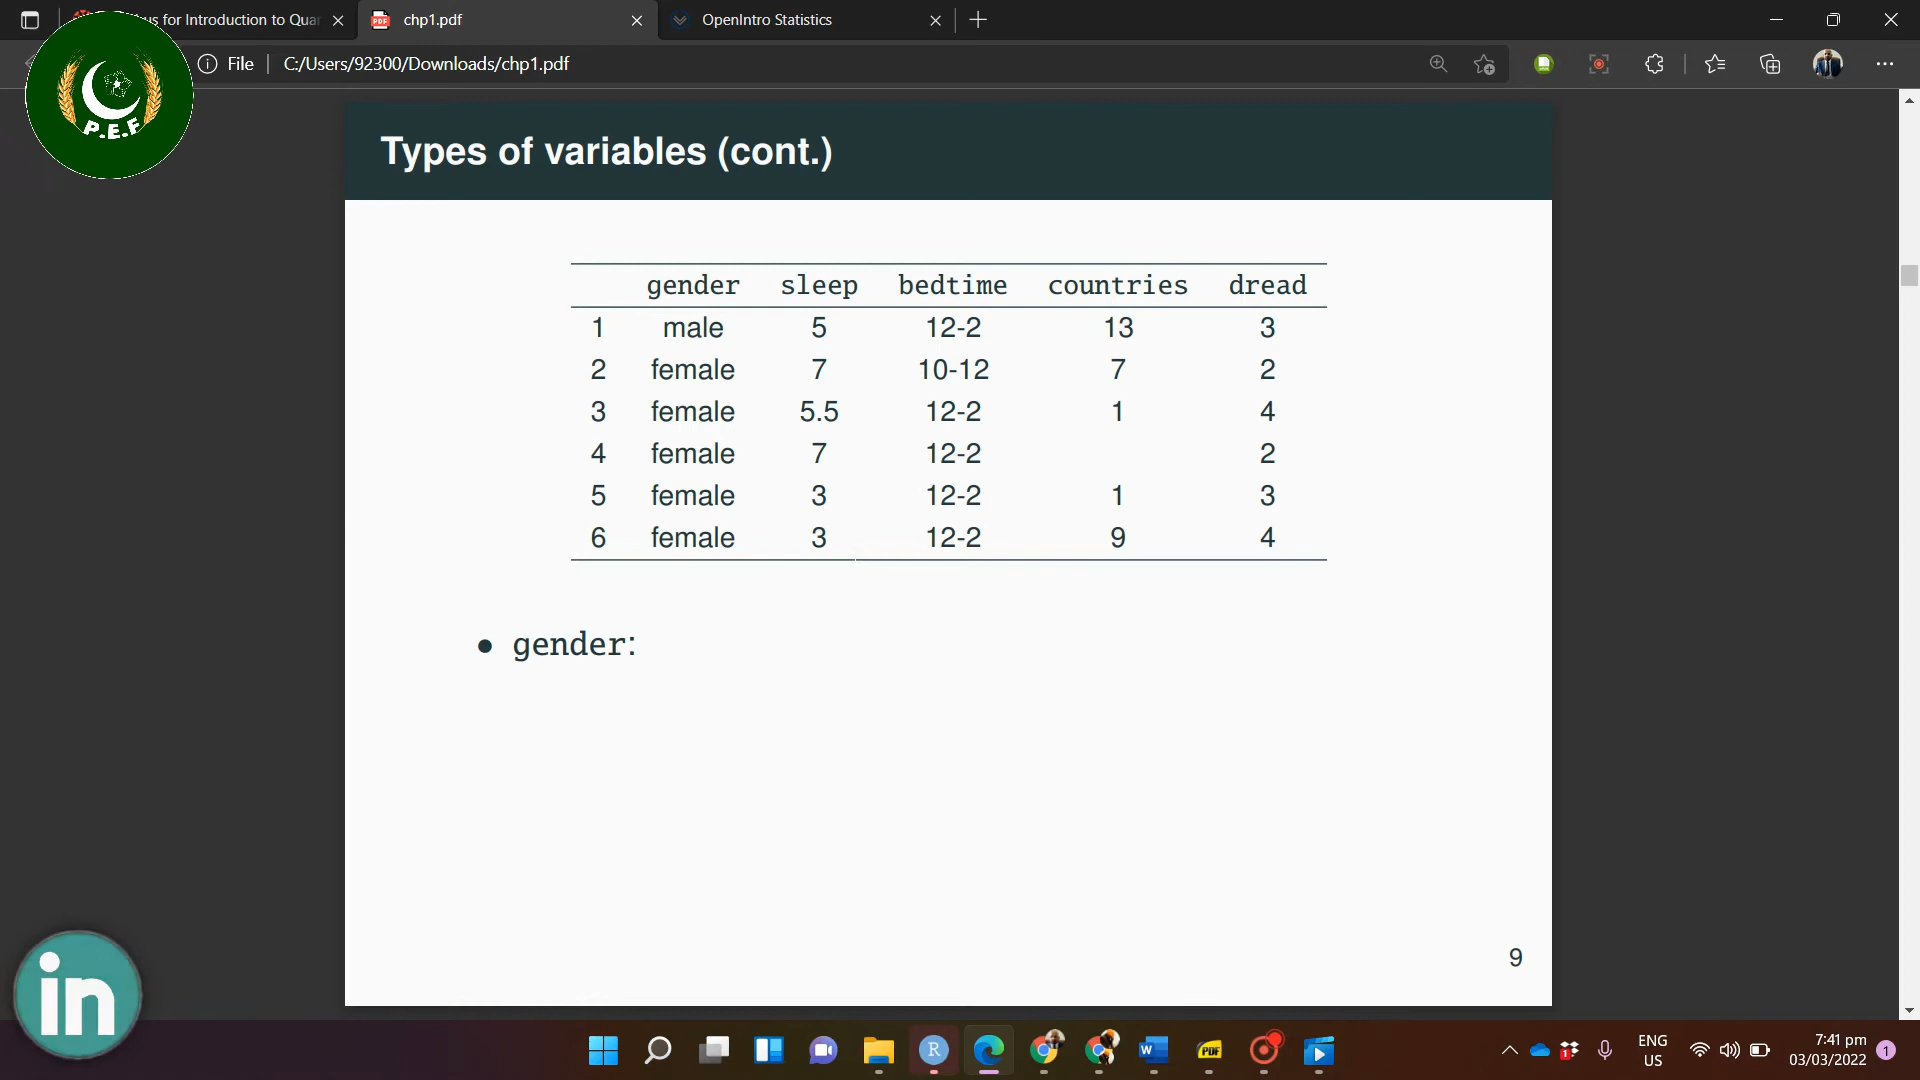 us for Introduction to Qua
chp1.pdf
OpenIntro Statistics
File
C:/Users/92300/Downloads/chp1.pdf
P.E.F
Types of variables (cont.)
gender sleep bedtime countries dread
1 male 5 12-2 13 3
2 female 7 10-12 7 2
3 female 5.5 12-2 1 4
4 female 7 12-2 2
5 female 3 12-2 1 3
6 female 3 12-2 9 4
• gender:
9
in
ENG
US
7:41 pm
03/03/2022
1